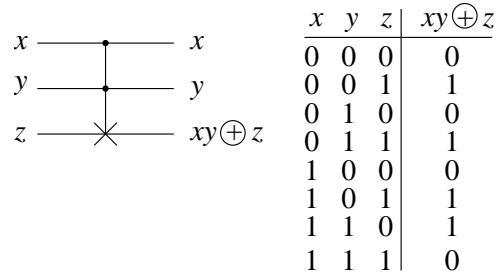 x x
y y
z xy⊕z
x y z xy⊕z
0 0 0 0
0 0 1 1
0 1 0 0
0 1 1 1
1 0 0 0
1 0 1 1
1 1 0 1
1 1 1 0